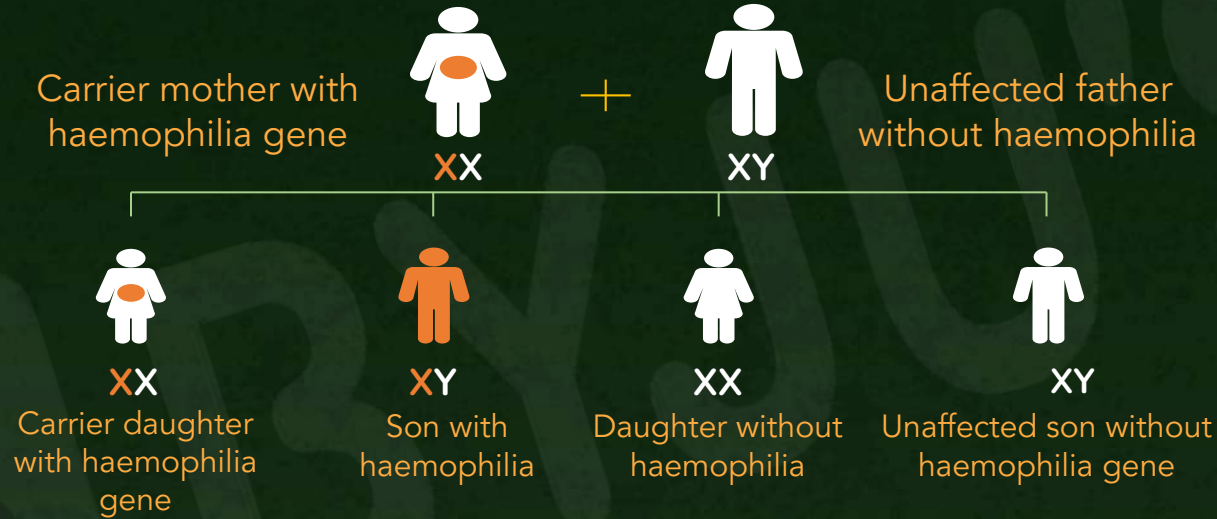 Carrier mother with
haemophilia gene
XX
+
XY
Unaffected father
without haemophilia
XX
Carrier daughter
with haemophilia
gene
XY
Son with
haemophilia
XX
Daughter without
haemophilia
XY
Unaffected son without
haemophilia gene